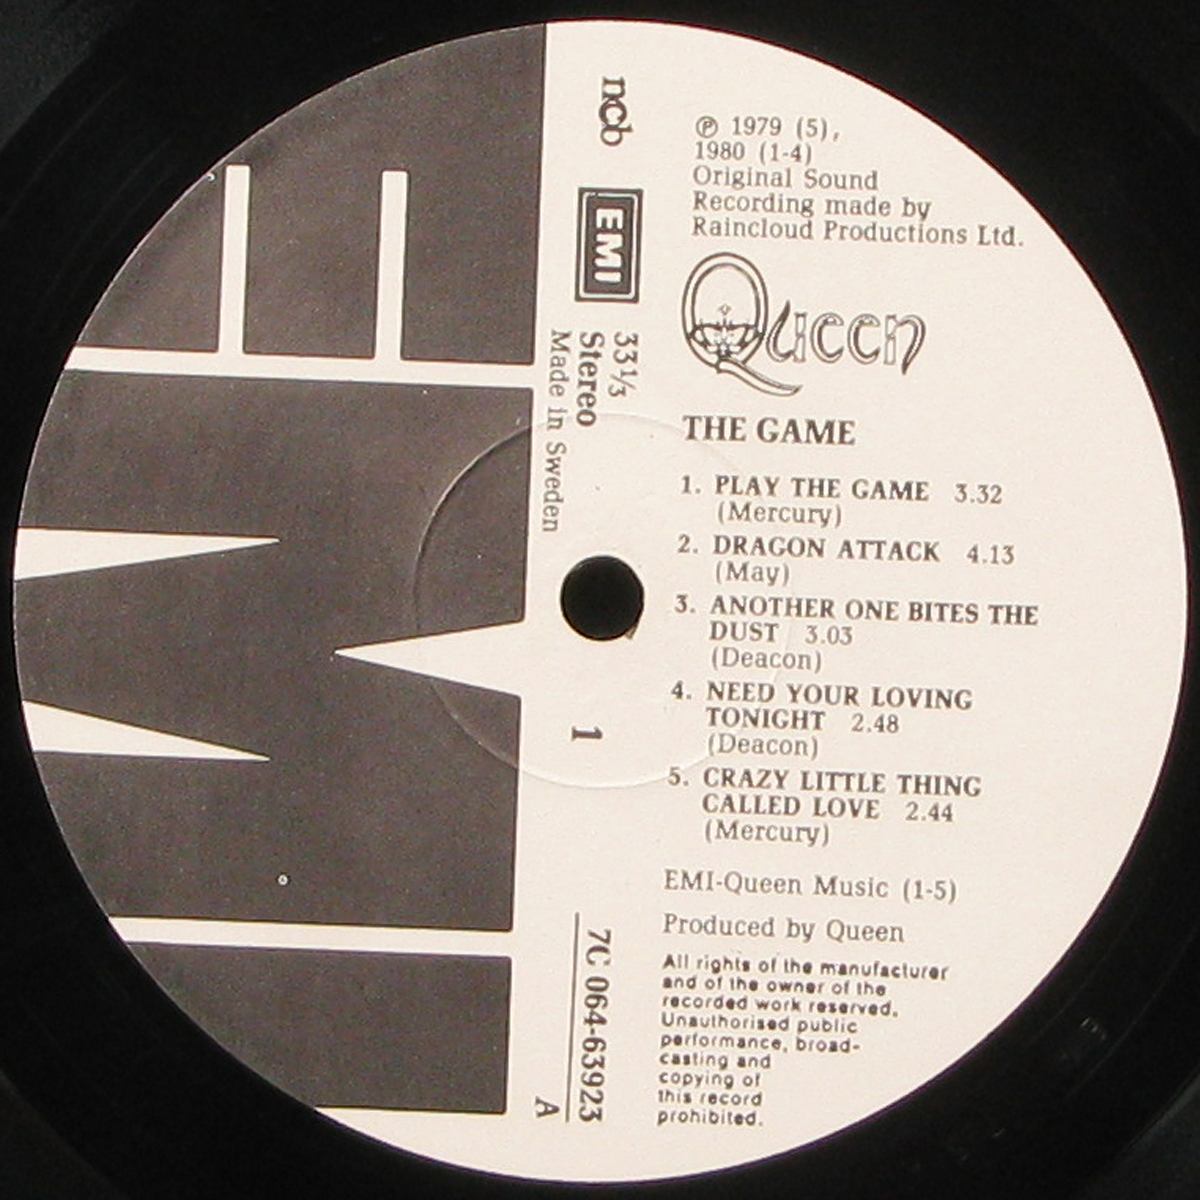 ncb
EMI
33⅓
Stereo
Made in Sweden
1
7C 064-63923
A
Ⓟ 1979 (5),
1980 (1-4)
Original Sound
Recording made by
Raincloud Productions Ltd.
Queen
THE GAME
1. PLAY THE GAME 3.32
(Mercury)
2. DRAGON ATTACK 4.13
(May)
3. ANOTHER ONE BITES THE
DUST 3.03
(Deacon)
4. NEED YOUR LOVING
TONIGHT 2.48
(Deacon)
5. CRAZY LITTLE THING
CALLED LOVE 2.44
(Mercury)
EMI-Queen Music (1-5)
Produced by Queen
All rights of the manufacturer
and of the owner of the
recorded work reserved.
Unauthorised public
performance, broad-
casting and
copying of
this record
prohibited.